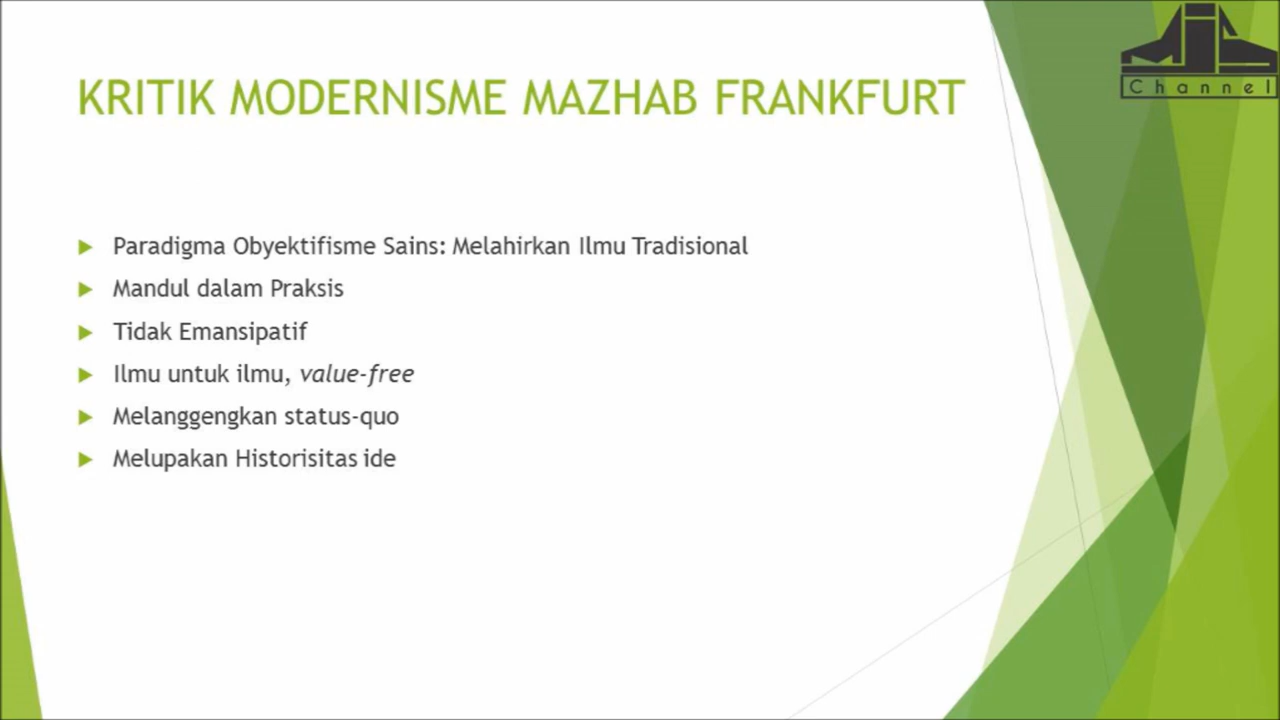 KRITIK MODERNISME MAZHAB FRANKFURT
Paradigma Obyektifisme Sains: Melahirkan Ilmu Tradisional
Mandul dalam Praksis
Tidak Emansipatif
Ilmu untuk ilmu, value-free
Melanggengkan status-quo
Melupakan Historisitas ide
Channel